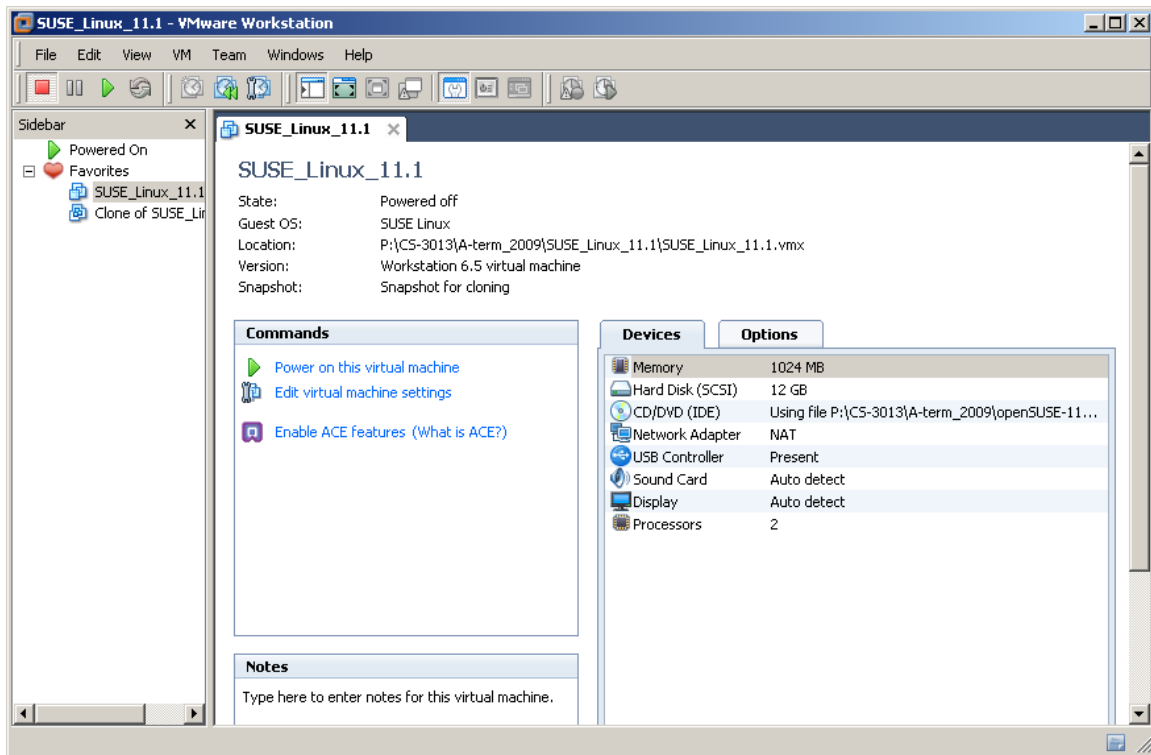 SUSE_Linux_11.1 - VMware Workstation
File Edit View VM Team Windows Help
Sidebar
Powered On
Favorites
SUSE_Linux_11.1
Clone of SUSE_Lir
SUSE_Linux_11.1
SUSE_Linux_11.1
State: Powered off
Guest OS: SUSE Linux
Location: P:\CS-3013\A-term_2009\SUSE_Linux_11.1\SUSE_Linux_11.1.vmx
Version: Workstation 6.5 virtual machine
Snapshot: Snapshot for cloning
Commands
Power on this virtual machine
Edit virtual machine settings
Enable ACE features (What is ACE?)
Devices Options
Memory 1024 MB
Hard Disk (SCSI) 12 GB
CD/DVD (IDE) Using file P:\CS-3013\A-term_2009\openSUSE-11...
Network Adapter NAT
USB Controller Present
Sound Card Auto detect
Display Auto detect
Processors 2
Notes
Type here to enter notes for this virtual machine.